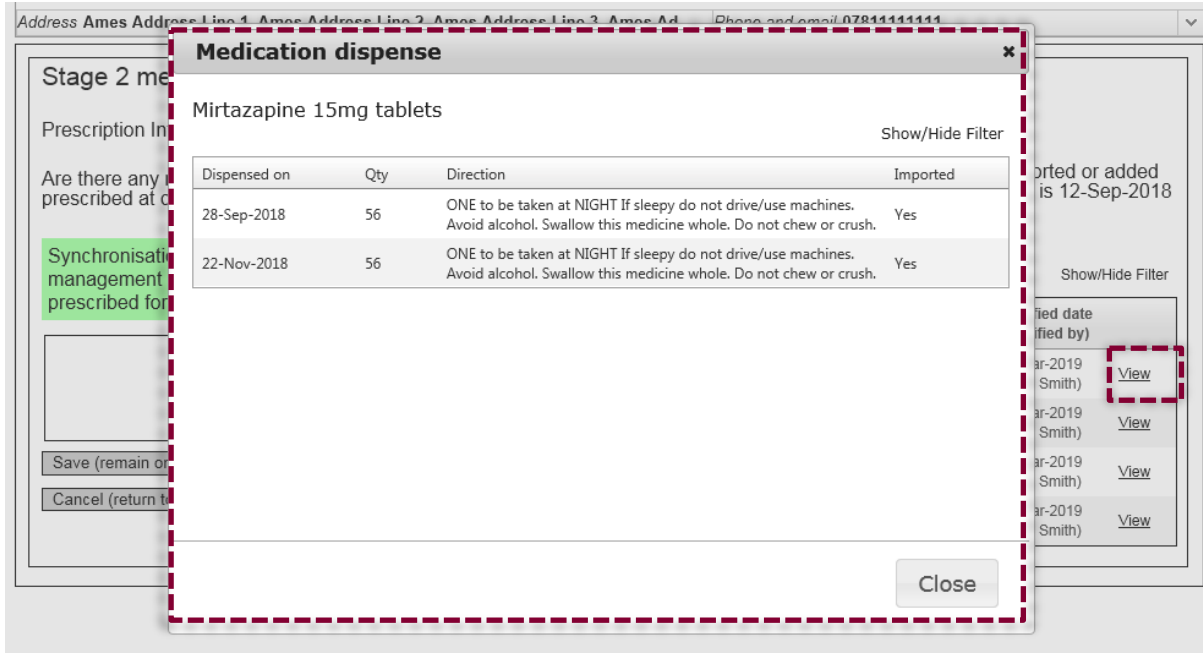 Address Ames Address Line 1, Ames Address Line 2, Ames Address Line 3, Ames Ad Phone and email 07811111111
Medication dispense
Stage 2 me
Mirtazapine 15mg tablets
Prescription In
Show/Hide Filter
Are there any
prescribed at
orted or added
is 12-Sep-2018
Dispensed on Qty Direction Imported
28-Sep-2018 56 ONE to be taken at NIGHT If sleepy do not drive/use machines.
Avoid alcohol. Swallow this medicine whole. Do not chew or crush. Yes
22-Nov-2018 56 ONE to be taken at NIGHT If sleepy do not drive/use machines.
Avoid alcohol. Swallow this medicine whole. Do not chew or crush. Yes
Synchronisati
management
prescribed for
Show/Hide Filter
fied date
ified by)
ar-2019
Smith) View
ar-2019
Smith) View
ar-2019
Smith) View
ar-2019
Smith) View
Save (remain or
Cancel (return to
Close